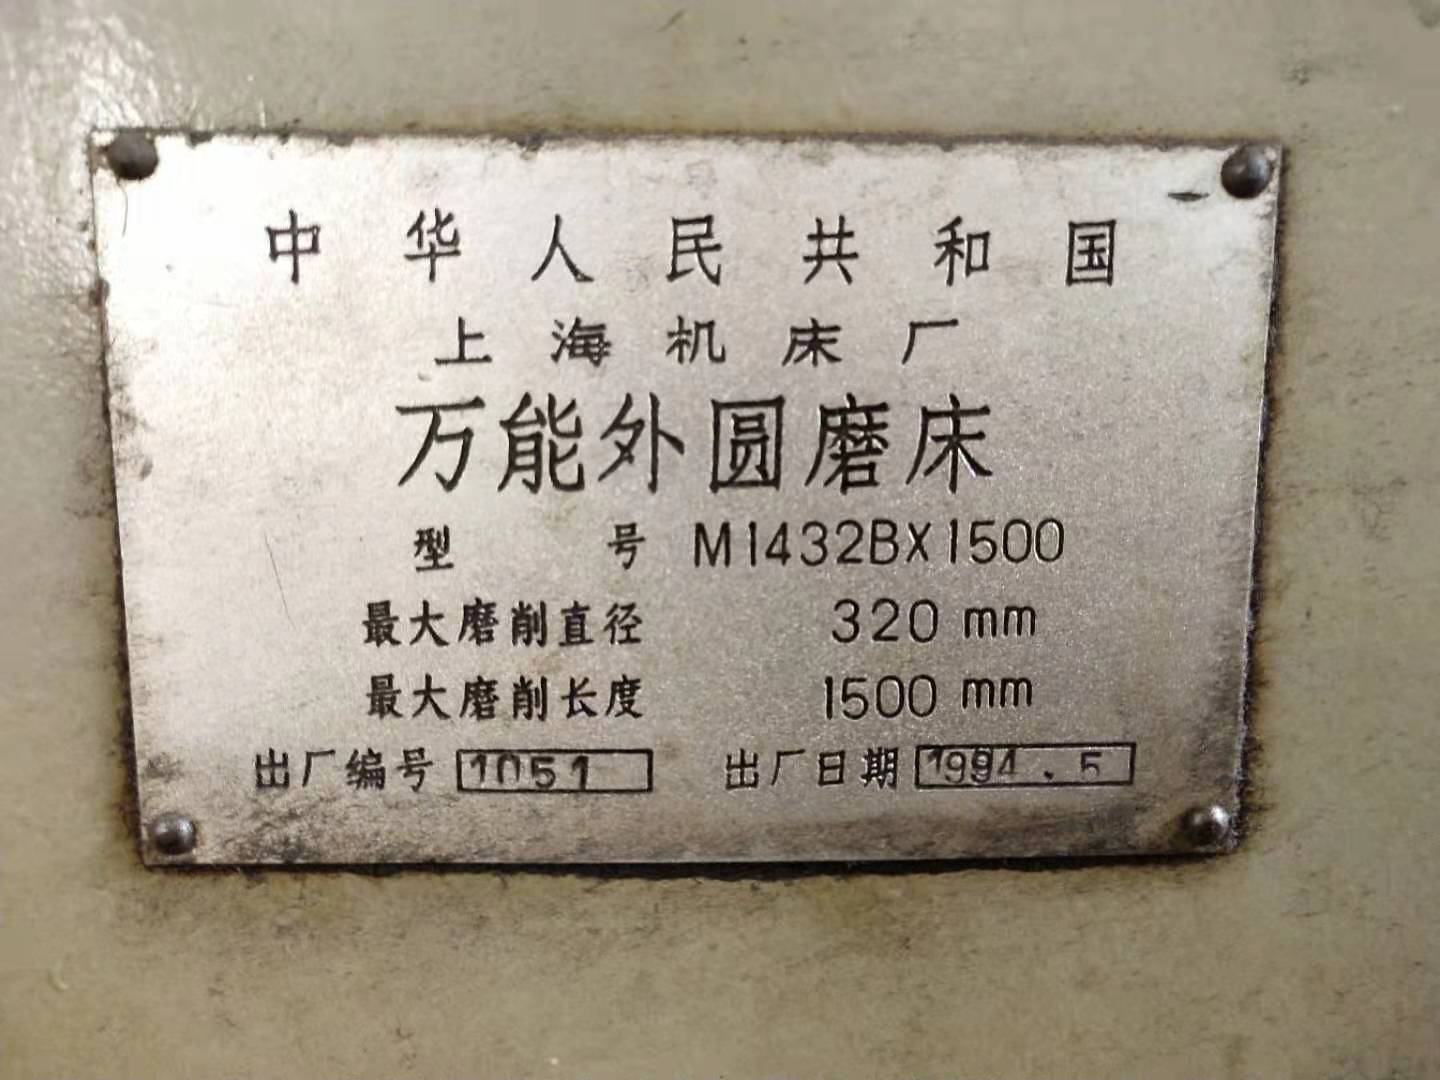 中华人民共和国
上海机床厂
万能外圆磨床
型 号 M1432BX1500
最大磨削直径 320 mm
最大磨削长度 1500 mm
出厂编号 1051 出厂日期 1994.5